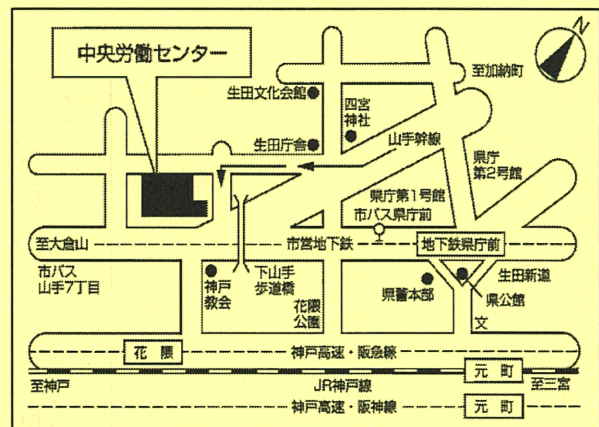 N
中央労働センター
至加納町
生田文化会館
四宮
神社
生田庁舎
山手幹線
県庁
第2号館
県庁第1号館
市バス県庁前
至大倉山
市営地下鉄
地下鉄県庁前
市バス
山手7丁目
神戸
教会
下山手
歩道橋
花隈
公園
県警本部
生田新道
県公館
文
花隈
神戸高速・阪急線
至神戸
JR神戸線
元町
至三宮
神戸高速・阪神線
元町